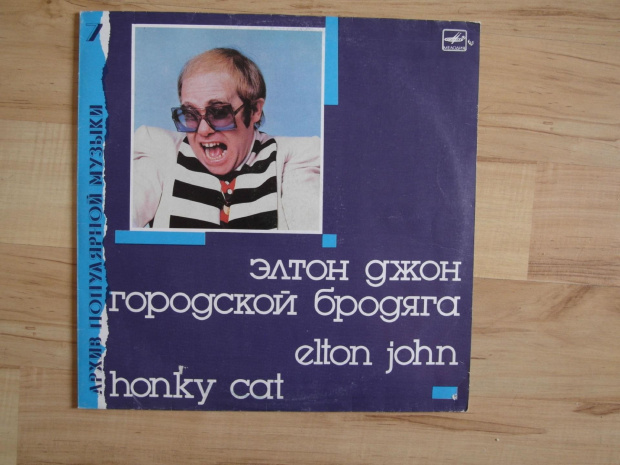 7
АРХИВ ПОПУЛЯРНОЙ МУЗЫКИ
МЕЛОДИЯ
элтон джон
городской бродяга
elton john
honky cat